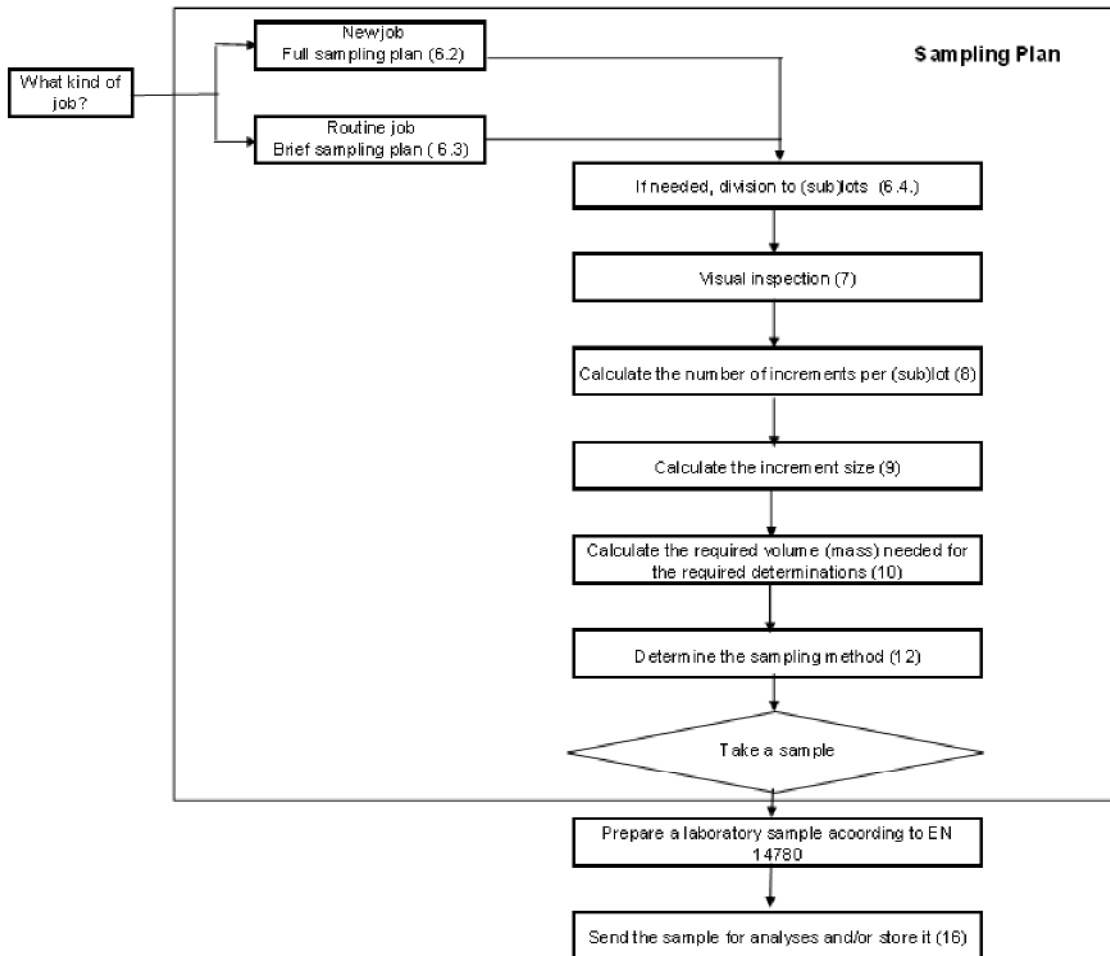 New job
Full sampling plan (6.2)
Sampling Plan
What kind of
job?
Routine job
Brief sampling plan ( 6.3)
If needed, division to (sub)lots (6.4.)
Visual inspection (7)
Calculate the number of increments per (sub)lot (8)
Calculate the increment size (9)
Calculate the required volume (mass) needed for
the required determinations (10)
Determine the sampling method (12)
Take a sample
Prepare a laboratory sample acoording to EN
14780
Send the sample for analyses and/or store it (16)